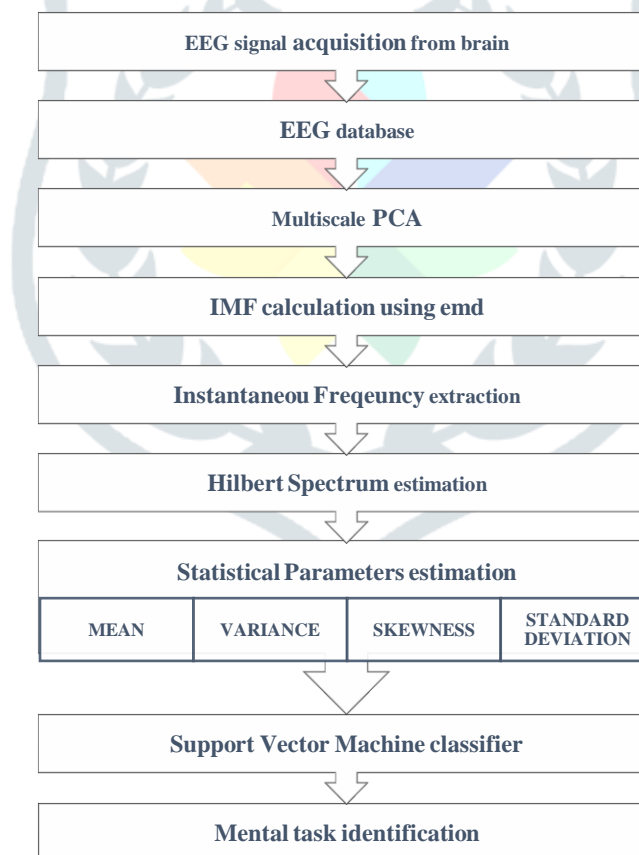 EEG signal acquisition from brain
EEG database
Multiscale PCA
IMF calculation using emd
Instantaneou Freqeuncy extraction
Hilbert Spectrum estimation
Statistical Parameters estimation
MEAN
VARIANCE
SKEWNESS
STANDARD
DEVIATION
Support Vector Machine classifier
Mental task identification